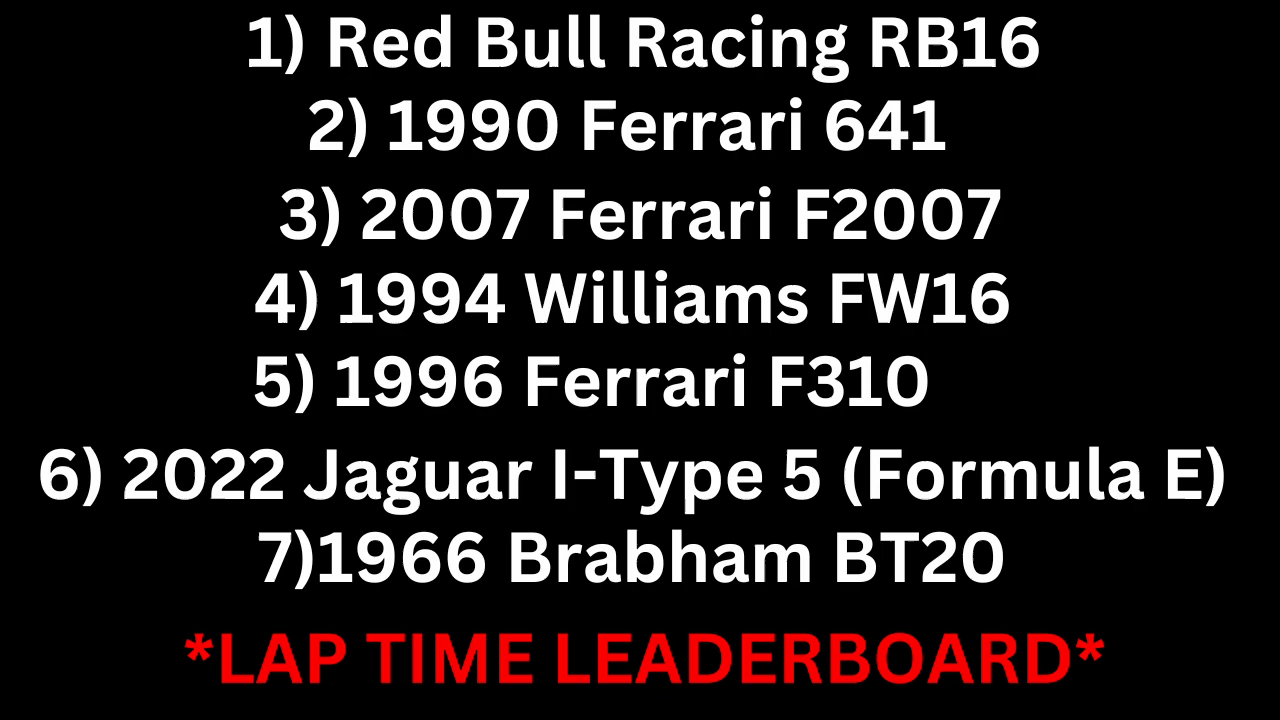 1) Red Bull Racing RB16
2) 1990 Ferrari 641
3) 2007 Ferrari F2007
4) 1994 Williams FW16
5) 1996 Ferrari F310
6) 2022 Jaguar I-Type 5 (Formula E)
7)1966 Brabham BT20
*LAP TIME LEADERBOARD*